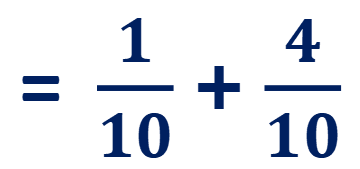 = 1/10 + 4/10